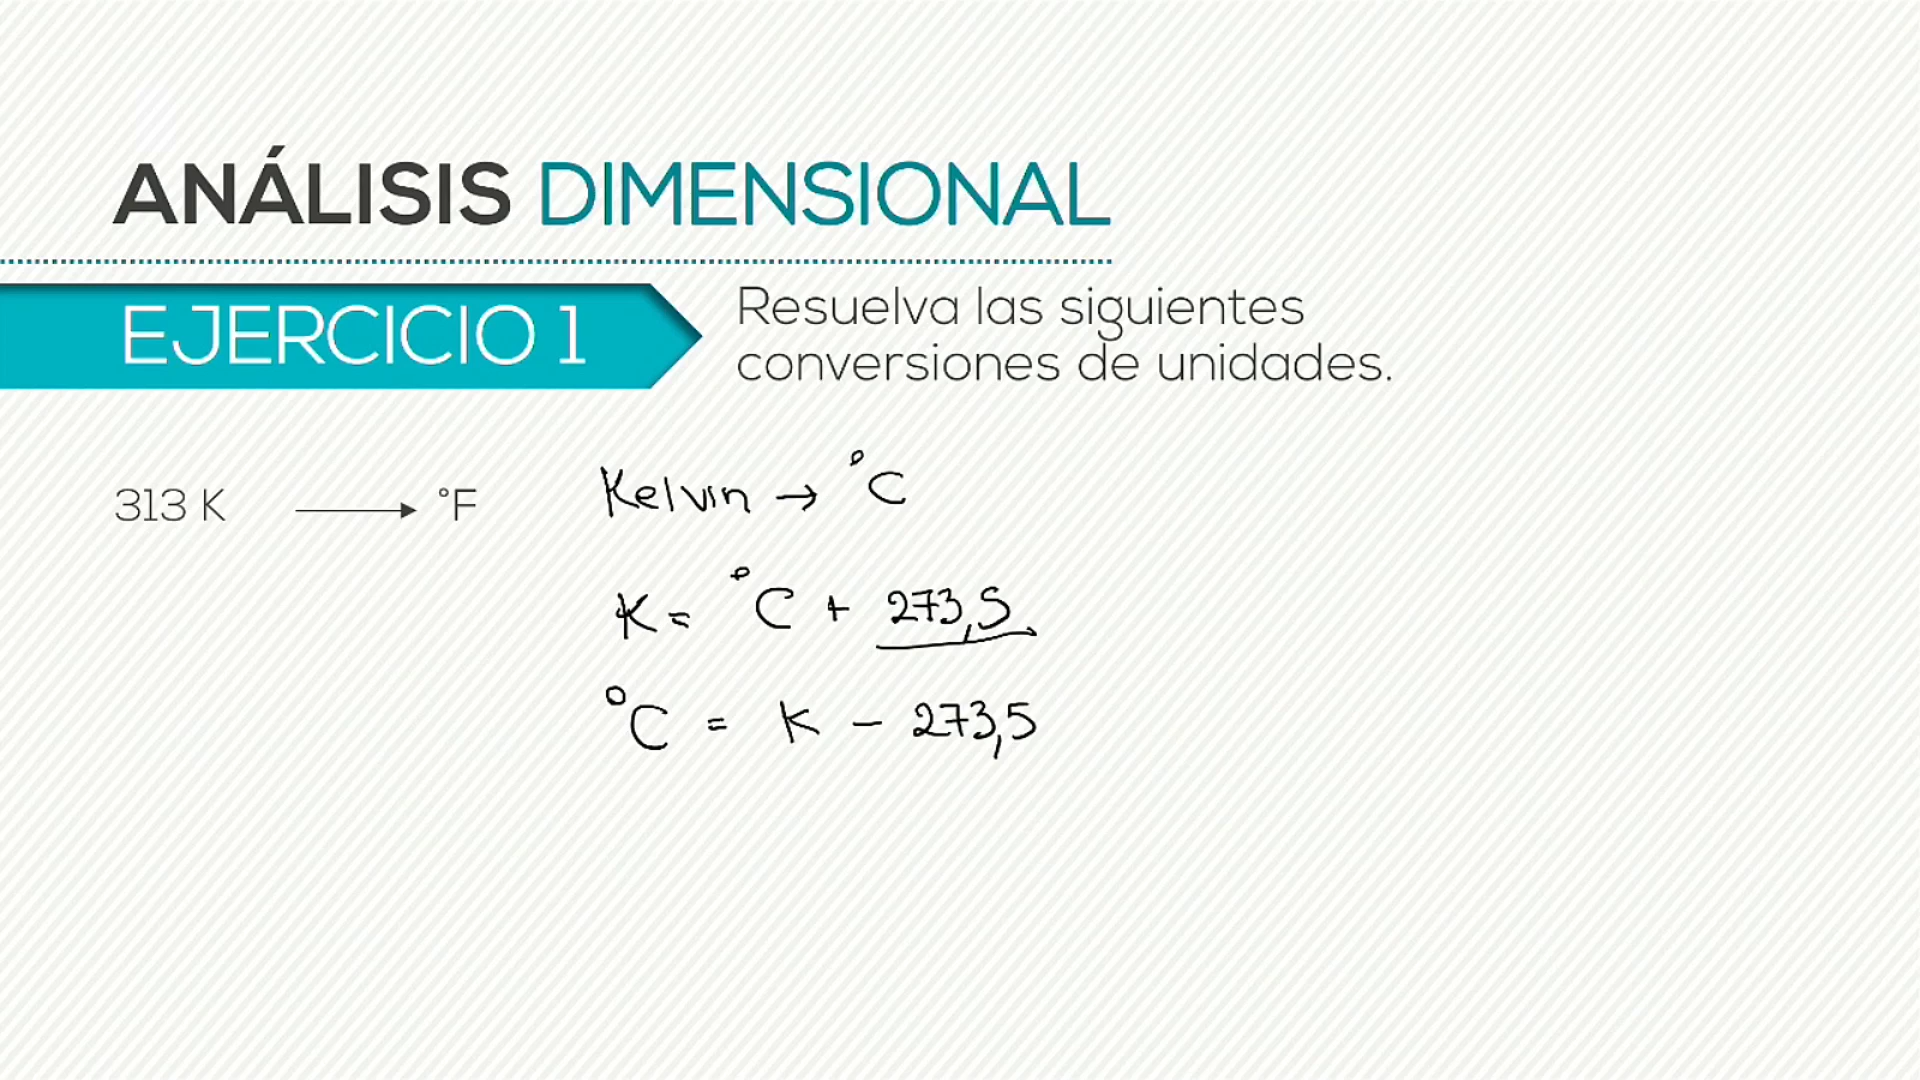 ANÁLISIS DIMENSIONAL
EJERCICIO 1
Resuelva las siguientes
conversiones de unidades.
313 K → °F
Kelvin → °C
K = °C + 273,5
°C = K - 273,5